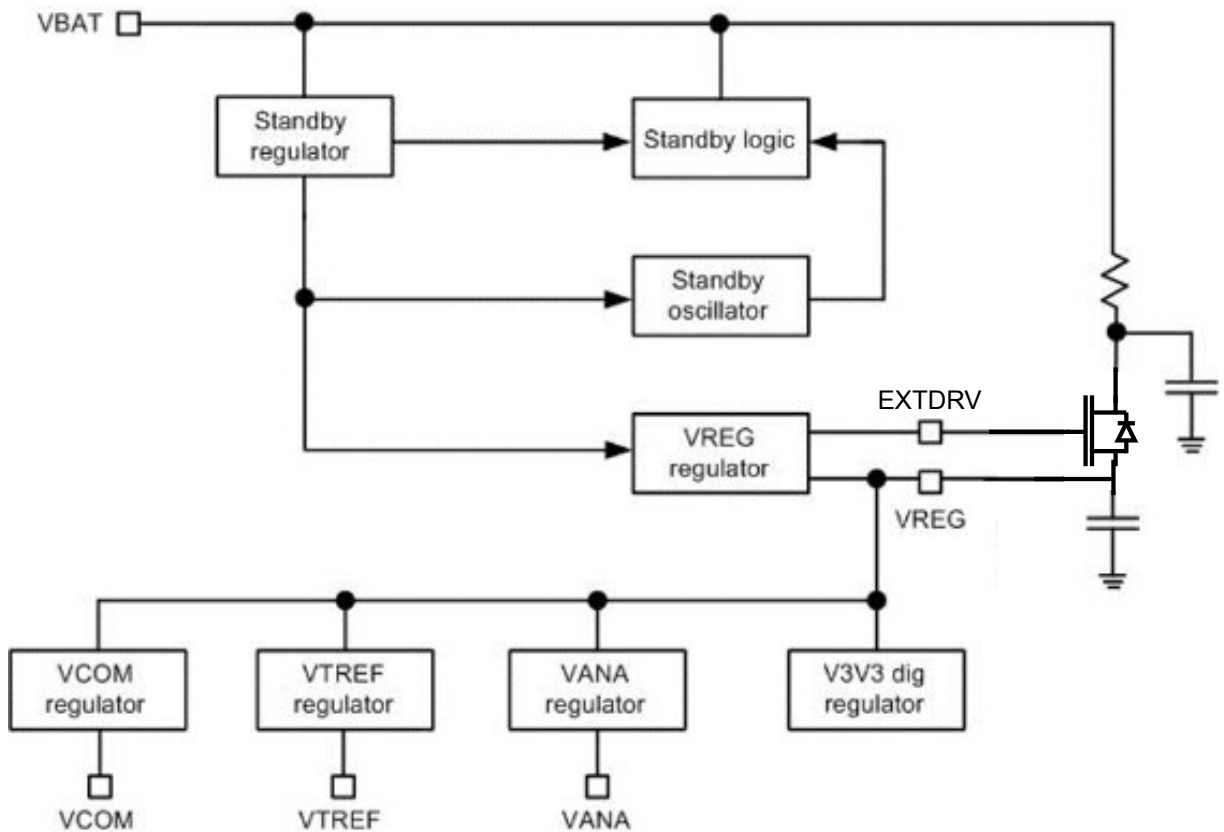 VBAT
Standby
regulator
Standby logic
Standby
oscillator
EXTDRV
VREG
regulator
VREG
VCOM
regulator
VTREF
regulator
VANA
regulator
V3V3 dig
regulator
VCOM
VTREF
VANA